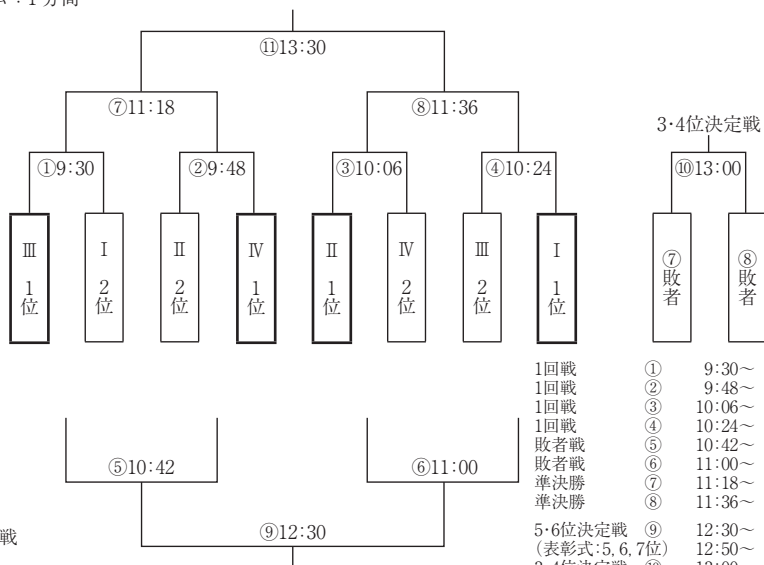 ：1分間
⑪13：30
⑦11：18
⑧11：36
3・4位決定戦
①9：30
②9：48
③10：06
④10：24
⑩13：00
Ⅲ 1位
Ⅰ 2位
Ⅱ 2位
Ⅳ 1位
Ⅱ 1位
Ⅳ 2位
Ⅲ 2位
Ⅰ 1位
⑦敗者
⑧敗者
1回戦 ① 9：30～
1回戦 ② 9：48～
1回戦 ③ 10：06～
1回戦 ④ 10：24～
敗者戦 ⑤ 10：42～
敗者戦 ⑥ 11：00～
準決勝 ⑦ 11：18～
準決勝 ⑧ 11：36～
⑤10：42
⑥11：00
戦
⑨12：30
5・6位決定戦 ⑨ 12：30～
（表彰式：5，6，7位） 12：50～